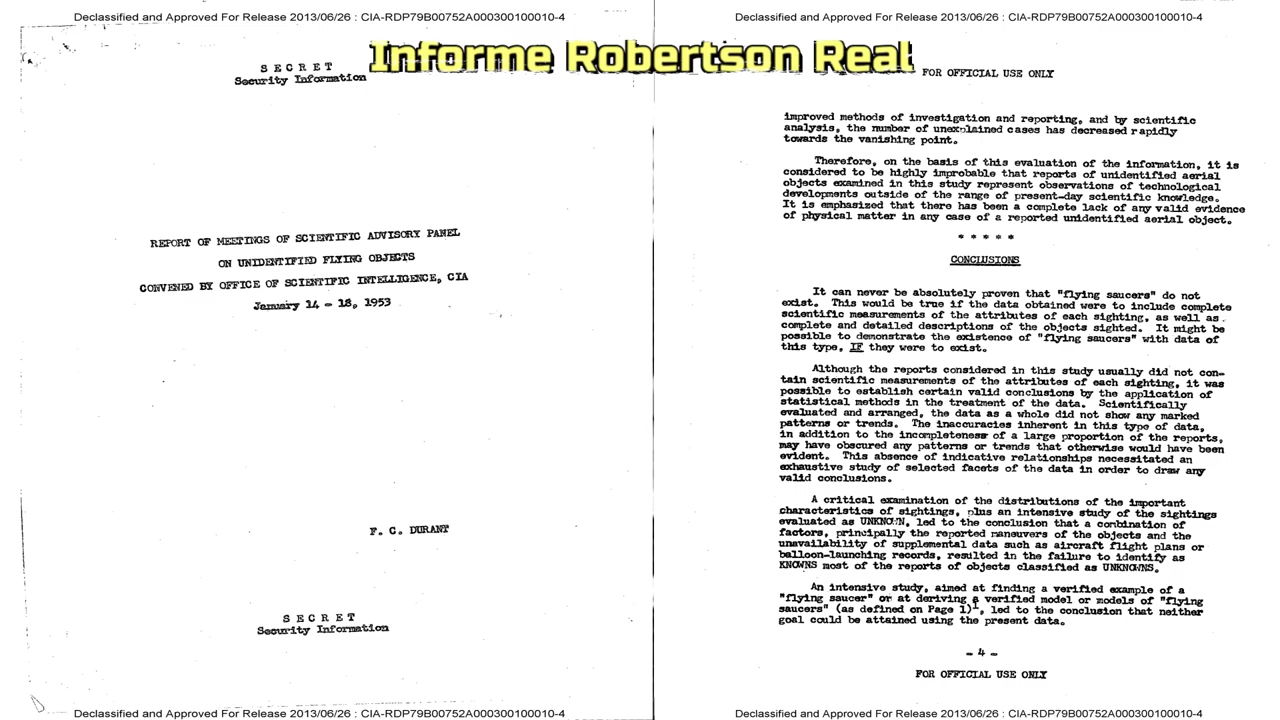 Declassified and Approved For Release 2013/06/26 : CIA-RDP79B00752A000300100010-4
Informe Robertson Real
SECRET
Security Information
REPORT OF MEETINGS OF SCIENTIFIC ADVISORY PANEL
ON UNIDENTIFIED FLYING OBJECTS
CONVENED BY OFFICE OF SCIENTIFIC INTELLIGENCE, CIA
January 14 - 18, 1953
F. C. DURANT
SECRET
Security Information
Declassified and Approved For Release 2013/06/26 : CIA-RDP79B00752A000300100010-4
Declassified and Approved For Release 2013/06/26 : CIA-RDP79B00752A000300100010-4
FOR OFFICIAL USE ONLY
improved methods of investigation and reporting, and by scientific
analysis, the number of unexplained cases has decreased rapidly
towards the vanishing point.
Therefore, on the basis of this evaluation of the information, it is
considered to be highly improbable that reports of unidentified aerial
objects examined in this study represent observations of technological
developments outside of the range of present-day scientific knowledge.
It is emphasized that there has been a complete lack of any valid evidence
of physical matter in any case of a reported unidentified aerial object.
* * * * *
CONCLUSIONS
It can never be absolutely proven that "flying saucers" do not
exist. This would be true if the data obtained were to include complete
scientific measurements of the attributes of each sighting, as well as
complete and detailed descriptions of the objects sighted. It might be
possible to demonstrate the existence of "flying saucers" with data of
this type, IF they were to exist.
Although the reports considered in this study usually did not con-
tain scientific measurements of the attributes of each sighting, it was
possible to establish certain valid conclusions by the application of
statistical methods in the treatment of the data. Scientifically
evaluated and arranged, the data as a whole did not show any marked
patterns or trends. The inaccuracies inherent in this type of data,
in addition to the incompleteness of a large proportion of the reports,
may have obscured any patterns or trends that otherwise would have been
evident. This absence of indicative relationships necessitated an
exhaustive study of selected facets of the data in order to draw any
valid conclusions.
A critical examination of the distributions of the important
characteristics of sightings, plus an intensive study of the sightings
evaluated as UNKNOWN, led to the conclusion that a combination of
factors, principally the reported maneuvers of the objects and the
unavailability of supplemental data such as aircraft flight plans or
balloon-launching records, resulted in the failure to identify as
KNOWNS most of the reports of objects classified as UNKNOWNS.
An intensive study, aimed at finding a verified example of a
"flying saucer" or at deriving a verified model or models of "flying
saucers" (as defined on Page 1)¹, led to the conclusion that neither
goal could be attained using the present data.
- 4 -
FOR OFFICIAL USE ONLY
Declassified and Approved For Release 2013/06/26 : CIA-RDP79B00752A000300100010-4